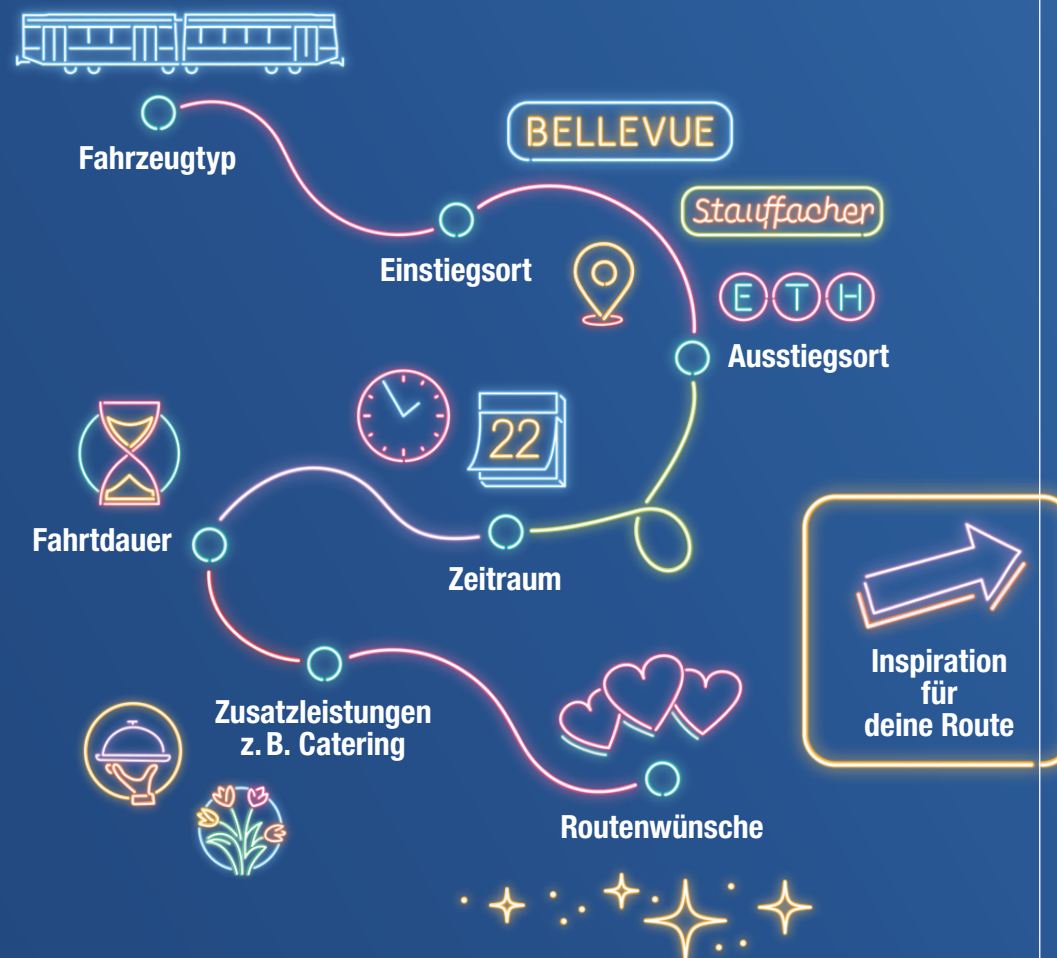 Fahrzeugtyp
BELLEVUE
Stauffacher
Einstiegsort
ETH
Ausstiegsort
22
Fahrtdauer
Zeitraum
Inspiration
für
deine Route
Zusatzleistungen
z. B. Catering
Routenwünsche